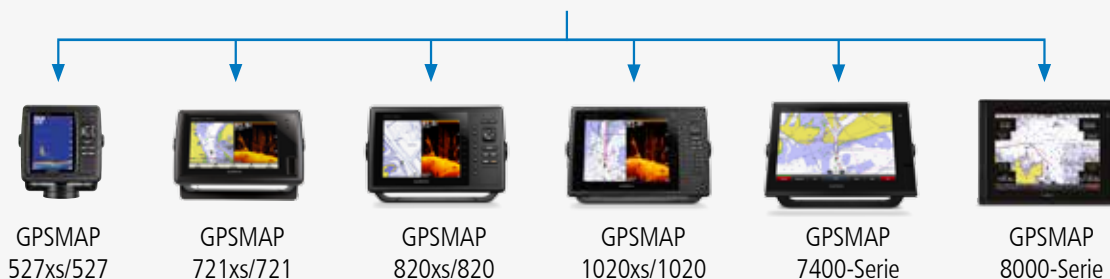 GPSMAP
527xs/527
GPSMAP
721xs/721
GPSMAP
820xs/820
GPSMAP
1020xs/1020
GPSMAP
7400-Serie
GPSMAP
8000-Serie